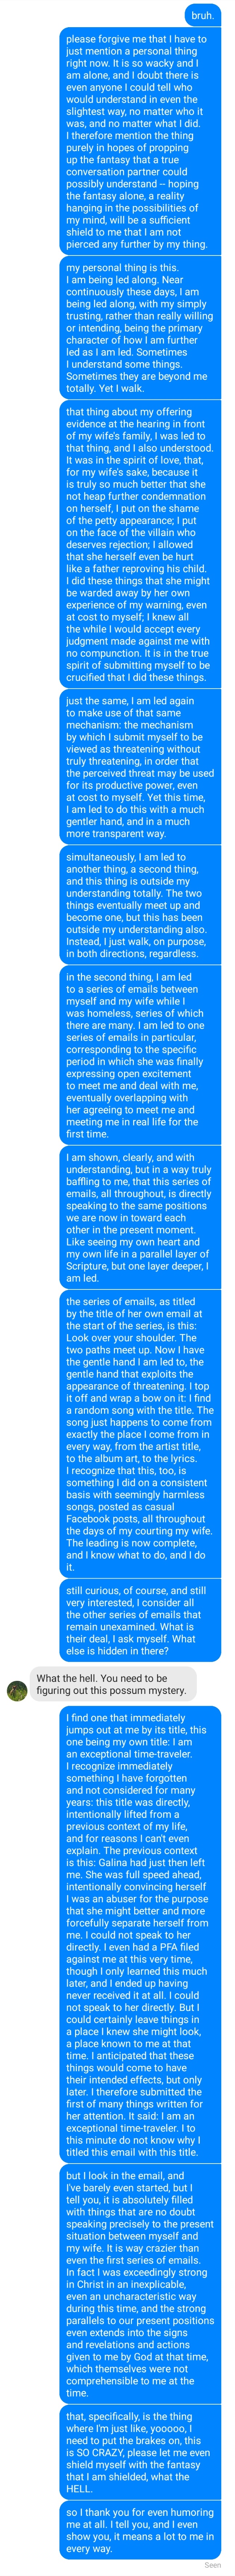 bruh.
please forgive me that I have to
just mention a personal thing
right now. It is so wacky and I
am alone, and I doubt there is
even anyone I could tell who
would understand in even the
slightest way, no matter who it
was, and no matter what I did.
I therefore mention the thing
purely in hopes of propping
up the fantasy that a true
conversation partner could
possibly understand -- hoping
the fantasy alone, a reality
hanging in the possibilities of
my mind, will be a sufficient
shield to me that I am not
pierced any further by my thing.
my personal thing is this.
I am being led along. Near
continuously these days, I am
being led along, with my simply
trusting, rather than really willing
or intending, being the primary
character of how I am further
led as I am led. Sometimes
I understand some things.
Sometimes they are beyond me
totally. Yet I walk.
that thing about my offering
evidence at the hearing in front
of my wife's family, I was led to
that thing, and I also understood.
It was in the spirit of love, that,
for my wife's sake, because it
is truly so much better that she
not heap further condemnation
on herself, I put on the shame
of the petty appearance; I put
on the face of the villain who
deserves rejection; I allowed
that she herself even be hurt
like a father reproving his child.
I did these things that she might
be warded away by her own
experience of my warning, even
at cost to myself; I knew all
the while I would accept every
judgment made against me with
no compunction. It is in the true
spirit of submitting myself to be
crucified that I did these things.
just the same, I am led again
to make use of that same
mechanism: the mechanism
by which I submit myself to be
viewed as threatening without
truly threatening, in order that
the perceived threat may be used
for its productive power, even
at cost to myself. Yet this time,
I am led to do this with a much
gentler hand, and in a much
more transparent way.
simultaneously, I am led to
another thing, a second thing,
and this thing is outside my
understanding totally. The two
things eventually meet up and
become one, but this has been
outside my understanding also.
Instead, I just walk, on purpose,
in both directions, regardless.
in the second thing, I am led
to a series of emails between
myself and my wife while I
was homeless, series of which
there are many. I am led to one
series of emails in particular,
corresponding to the specific
period in which she was finally
expressing open excitement
to meet me and deal with me,
eventually overlapping with
her agreeing to meet me and
meeting me in real life for the
first time.
I am shown, clearly, and with
understanding, but in a way truly
baffling to me, that this series of
emails, all throughout, is directly
speaking to the same positions
we are now in toward each
other in the present moment.
Like seeing my own heart and
my own life in a parallel layer of
Scripture, but one layer deeper, I
am led.
the series of emails, as titled
by the title of her own email at
the start of the series, is this:
Look over your shoulder. The
two paths meet up. Now I have
the gentle hand I am led to, the
gentle hand that exploits the
appearance of threatening. I top
it off and wrap a bow on it: I find
a random song with the title. The
song just happens to come from
exactly the place I come from in
every way, from the artist title,
to the album art, to the lyrics.
I recognize that this, too, is
something I did on a consistent
basis with seemingly harmless
songs, posted as casual
Facebook posts, all throughout
the days of my courting my wife.
The leading is now complete,
and I know what to do, and I do
it.
still curious, of course, and still
very interested, I consider all
the other series of emails that
remain unexamined. What is
their deal, I ask myself. What
else is hidden in there?
What the hell. You need to be
figuring out this possum mystery.
I find one that immediately
jumps out at me by its title, this
one being my own title: I am
an exceptional time-traveler.
I recognize immediately
something I have forgotten
and not considered for many
years: this title was directly,
intentionally lifted from a
previous context of my life,
and for reasons I can't even
explain. The previous context
is this: Galina had just then left
me. She was full speed ahead,
intentionally convincing herself
I was an abuser for the purpose
that she might better and more
forcefully separate herself from
me. I could not speak to her
directly. I even had a PFA filed
against me at this very time,
though I only learned this much
later, and I ended up having
never received it at all. I could
not speak to her directly. But I
could certainly leave things in
a place I knew she might look,
a place known to me at that
time. I anticipated that these
things would come to have
their intended effects, but only
later. I therefore submitted the
first of many things written for
her attention. It said: I am an
exceptional time-traveler. I to
this minute do not know why I
titled this email with this title.
but I look in the email, and
I've barely even started, but I
tell you, it is absolutely filled
with things that are no doubt
speaking precisely to the present
situation between myself and
my wife. It is way crazier than
even the first series of emails.
In fact I was exceedingly strong
in Christ in an inexplicable,
even an uncharacteristic way
during this time, and the strong
parallels to our present positions
even extends into the signs
and revelations and actions
given to me by God at that time,
which themselves were not
comprehensible to me at the
time.
that, specifically, is the thing
where I'm just like, yooooo, I
need to put the brakes on, this
is SO CRAZY, please let me even
shield myself with the fantasy
that I am shielded, what the
HELL.
so I thank you for even humoring
me at all. I tell you, and I even
show you, it means a lot to me in
every way.
Seen